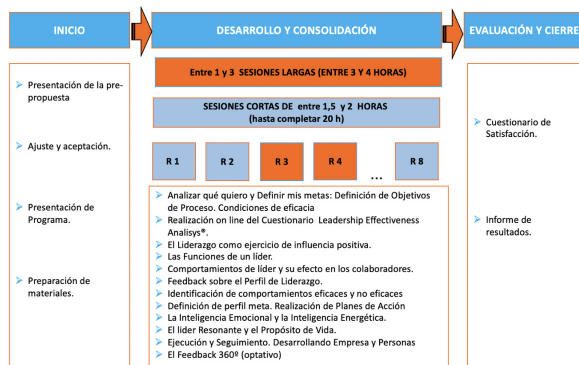 INICIO
DESARROLLO Y CONSOLIDACIÓN
EVALUACIÓN Y CIERRE
Presentación de la pre-
propuesta
Ajuste y aceptación.
Presentación de
Programa.
Preparación de
materiales.
Entre 1 y 3 SESIONES LARGAS (ENTRE 3 Y 4 HORAS)
SESIONES CORTAS DE entre 1,5 y 2 HORAS
(hasta completar 20 h)
R 1
R 2
R 3
R 4
...
R 8
Analizar qué quiero y Definir mis metas: Definición de Objetivos
de Proceso. Condiciones de eficacia
Realización on line del Cuestionario Leadership Effectiveness
Analisys®.
El Liderazgo como ejercicio de influencia positiva.
Las Funciones de un líder.
Comportamientos de líder y su efecto en los colaboradores.
Feedback sobre el Perfil de Liderazgo.
Identificación de comportamientos eficaces y no eficaces
Definición de perfil meta. Realización de Planes de Acción
La Inteligencia Emocional y la Inteligencia Energética.
El lider Resonante y el Propósito de Vida.
Ejecución y Seguimiento. Desarrollando Empresa y Personas
El Feedback 360º (optativo)
Cuestionario de
Satisfacción.
Informe de
resultados.